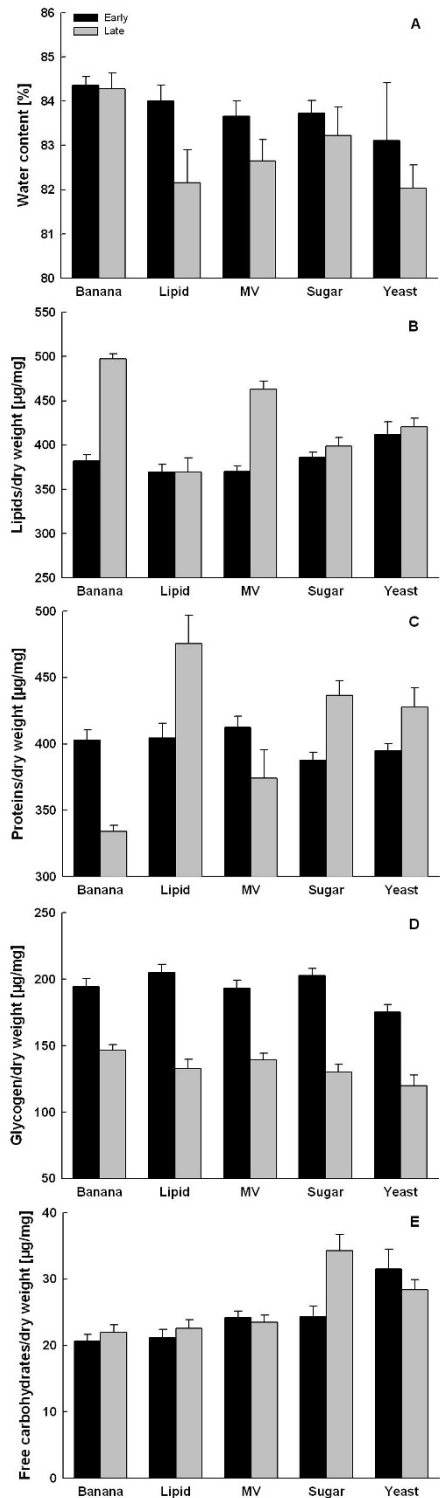 86
85
84
83
82
81
80
Water content [%]
Early
Late
A
Banana Lipid MV Sugar Yeast
550
500
450
400
350
300
250
Lipids/dry weight [µg/mg]
B
Banana Lipid MV Sugar Yeast
500
450
400
350
300
Proteins/dry weight [µg/mg]
C
Banana Lipid MV Sugar Yeast
250
200
150
100
50
Glycogen/dry weight [µg/mg]
D
Banana Lipid MV Sugar Yeast
40
30
20
10
0
Free carbohydrates/dry weight [µg/mg]
E
Banana Lipid MV Sugar Yeast